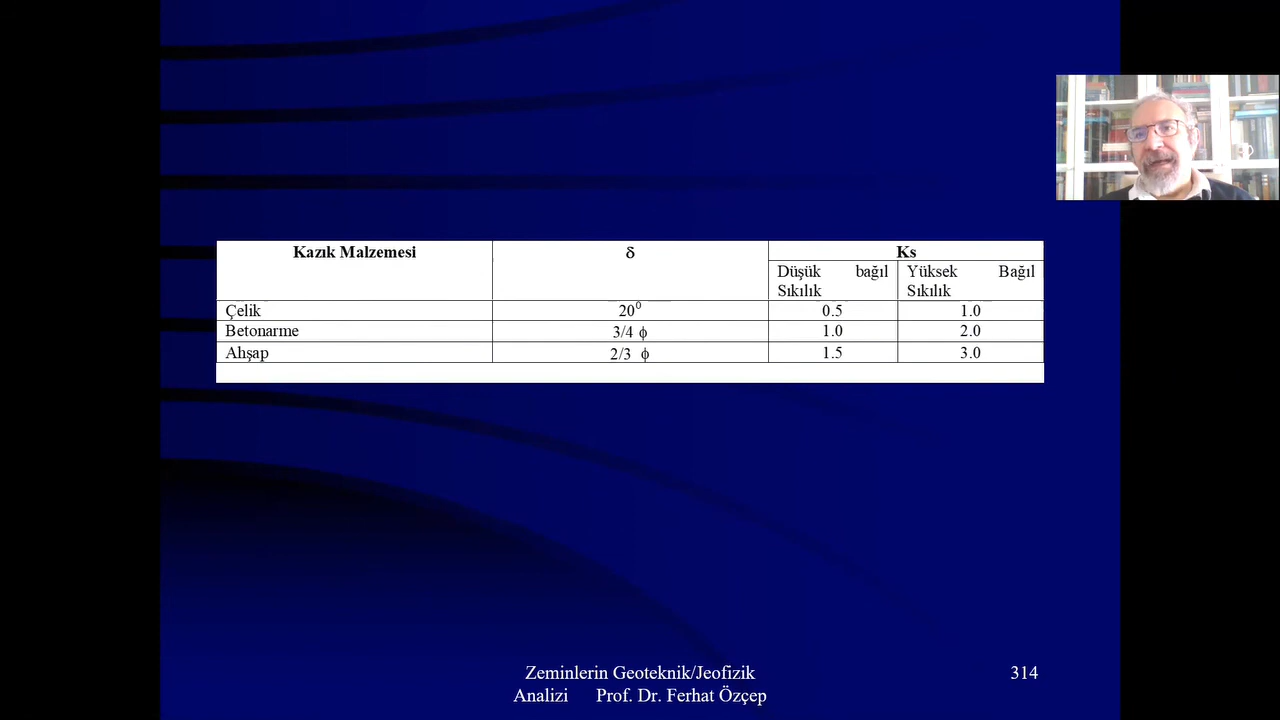 Kazık Malzemesi δ Ks
Düşük bağıl Yüksek Bağıl
Sıkılık Sıkılık
Çelik 20⁰ 0.5 1.0
Betonarme 3/4 ϕ 1.0 2.0
Ahşap 2/3 ϕ 1.5 3.0
Zeminlerin Geoteknik/Jeofizik 314
Analizi Prof. Dr. Ferhat Özçep